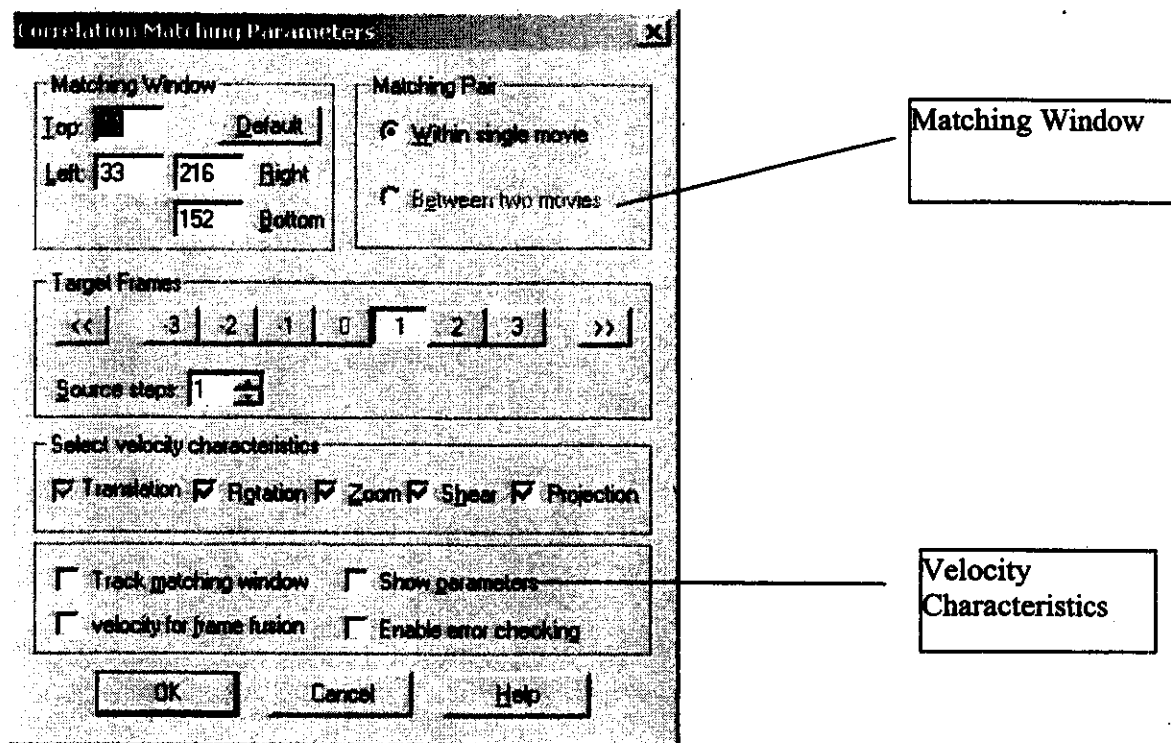 Correlation Matching Parameters
Matching Window
Top:
Default
Left: 33 216 Right
152 Bottom
Matching Pair
Within single movie
Between two movies
Target Frames
<< -3 -2 -1 0 1 2 3 >>
Source steps: 1
Select velocity characteristics
Translation Rotation Zoom Shear Projection
Track matching window Show parameters
velocity for frame fusion Enable error checking
OK Cancel Help
Matching Window
Velocity
Characteristics